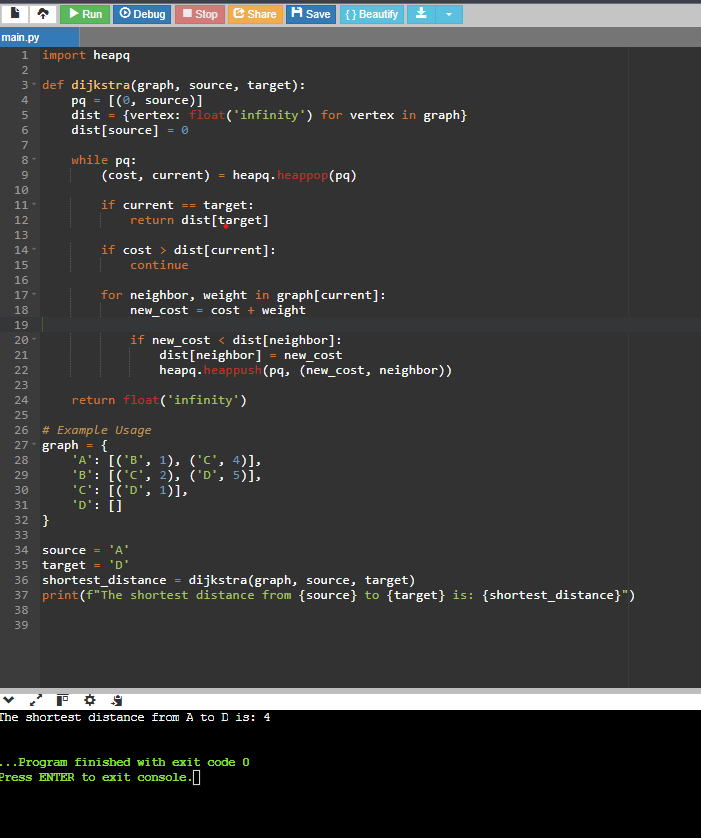 Run Debug Stop Share Save { } Beautify
main.py
1 import heapq
2
3 def dijkstra(graph, source, target):
4     pq = [(0, source)]
5     dist = {vertex: float('infinity') for vertex in graph}
6     dist[source] = 0
7
8     while pq:
9         (cost, current) = heapq.heappop(pq)
10
11         if current == target:
12             return dist[target]
13
14         if cost > dist[current]:
15             continue
16
17         for neighbor, weight in graph[current]:
18             new_cost = cost + weight
19
20             if new_cost < dist[neighbor]:
21                 dist[neighbor] = new_cost
22                 heapq.heappush(pq, (new_cost, neighbor))
23
24     return float('infinity')
25
26 # Example Usage
27 graph = {
28     'A': [('B', 1), ('C', 4)],
29     'B': [('C', 2), ('D', 5)],
30     'C': [('D', 1)],
31     'D': []
32 }
33
34 source = 'A'
35 target = 'D'
36 shortest_distance = dijkstra(graph, source, target)
37 print(f"The shortest distance from {source} to {target} is: {shortest_distance}")
38
39
The shortest distance from A to D is: 4
...Program finished with exit code 0
Press ENTER to exit console.